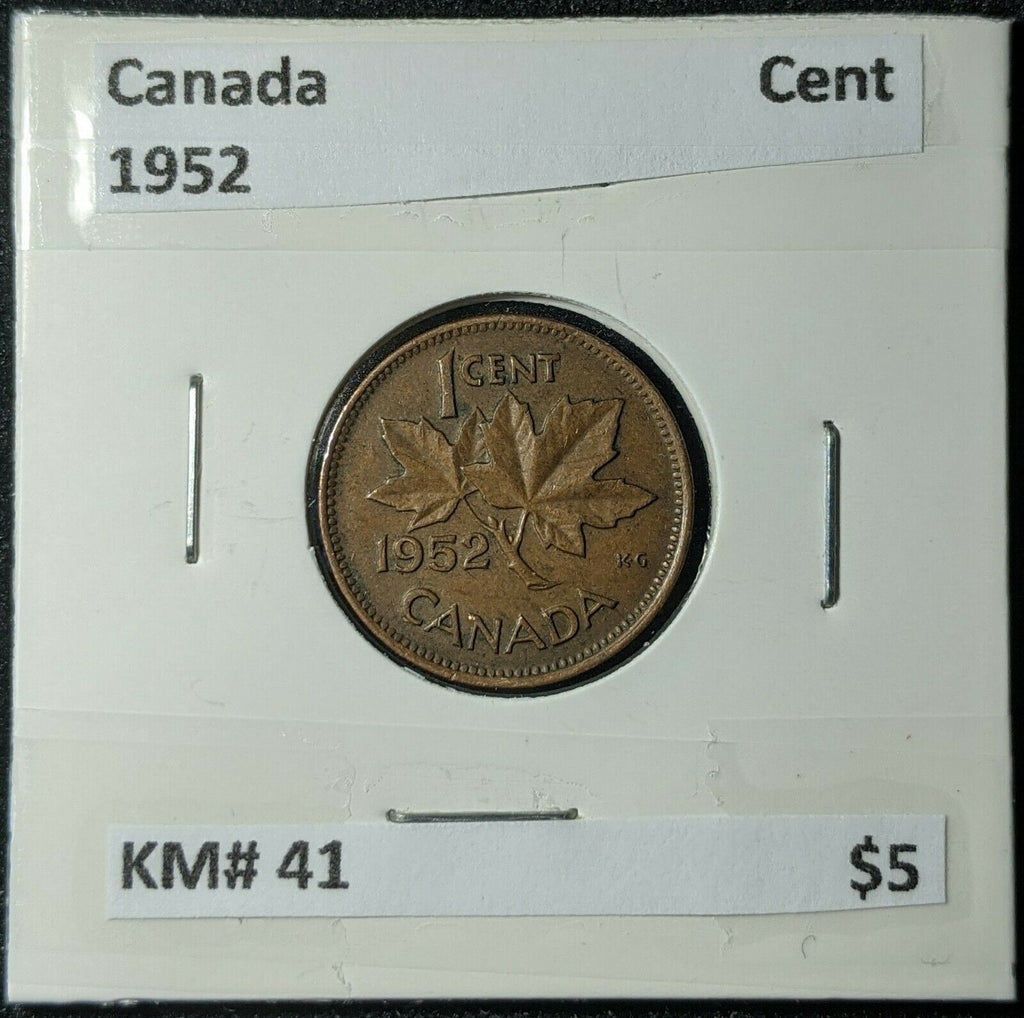 Canada Cent
1952
1 CENT
1952 KG
CANADA
KM# 41 $5